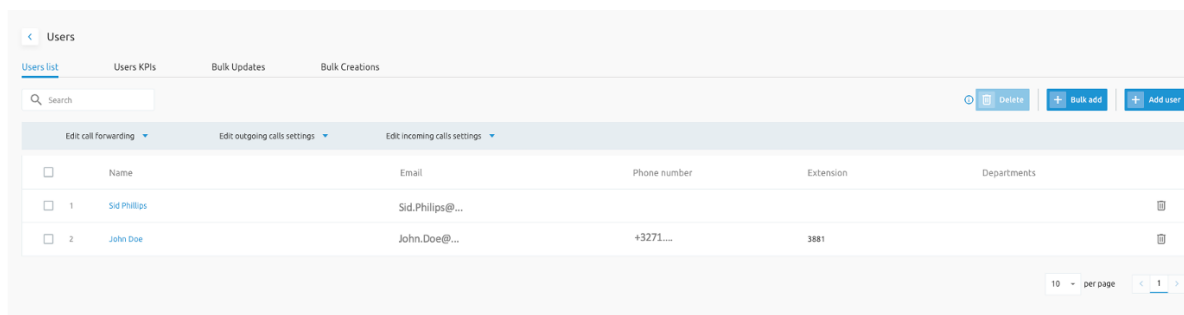 Users
Users list Users KPIs Bulk Updates Bulk Creations
Search Delete Bulk add Add user
Edit call forwarding Edit outgoing calls settings Edit incoming calls settings
Name Email Phone number Extension Departments
1 Sid Phillips Sid.Philips@...
2 John Doe John.Doe@... +3271.... 3881
10 per page < 1 >